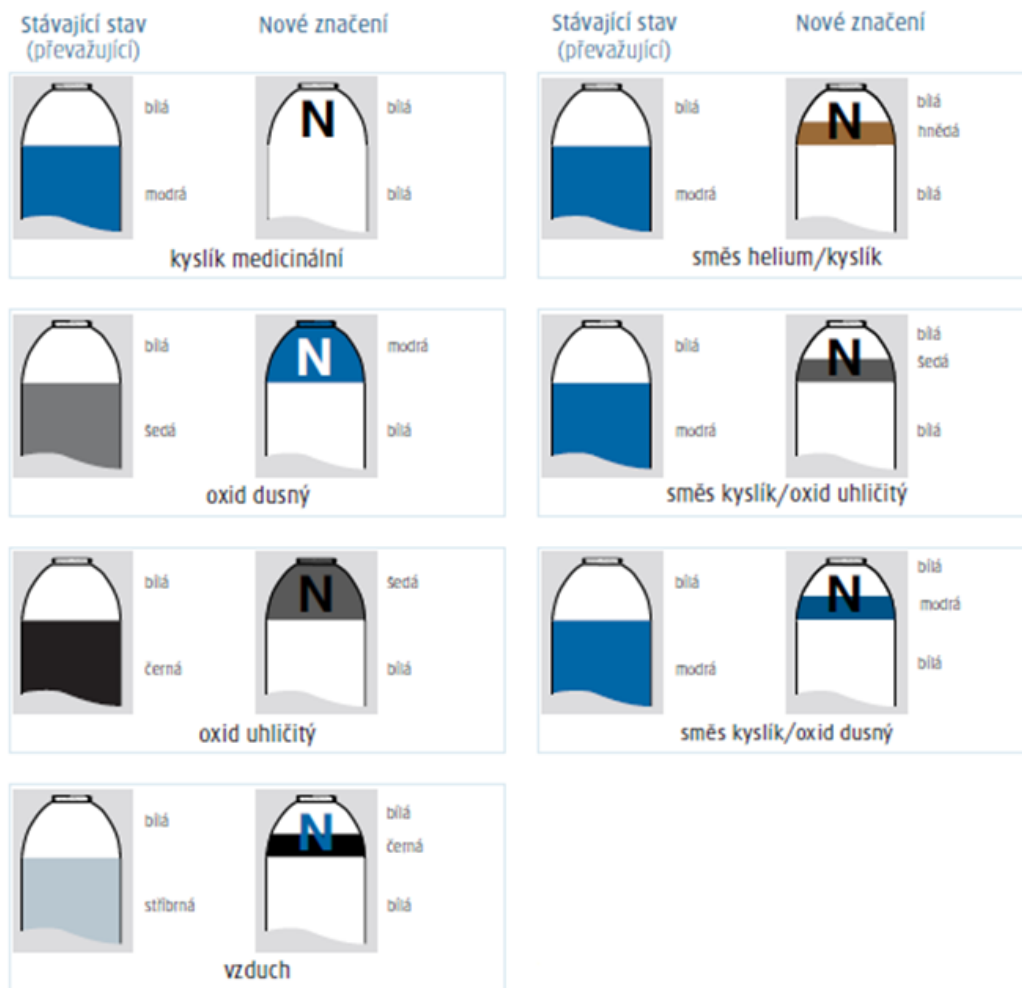 Stávající stav
(převažující)
Nové značení
Stávající stav
(převažující)
Nové značení
bílá
modrá
N
bílá
bílá
kyslík medicinální
bílá
modrá
N
bílá
hnědá
bílá
směs helium/kyslík
bílá
šedá
N
modrá
bílá
oxid dusný
bílá
modrá
N
bílá
šedá
bílá
směs kyslík/oxid uhličitý
bílá
černá
N
šedá
bílá
oxid uhličitý
bílá
modrá
N
bílá
modrá
bílá
směs kyslík/oxid dusný
bílá
stříbrná
N
bílá
černá
bílá
vzduch